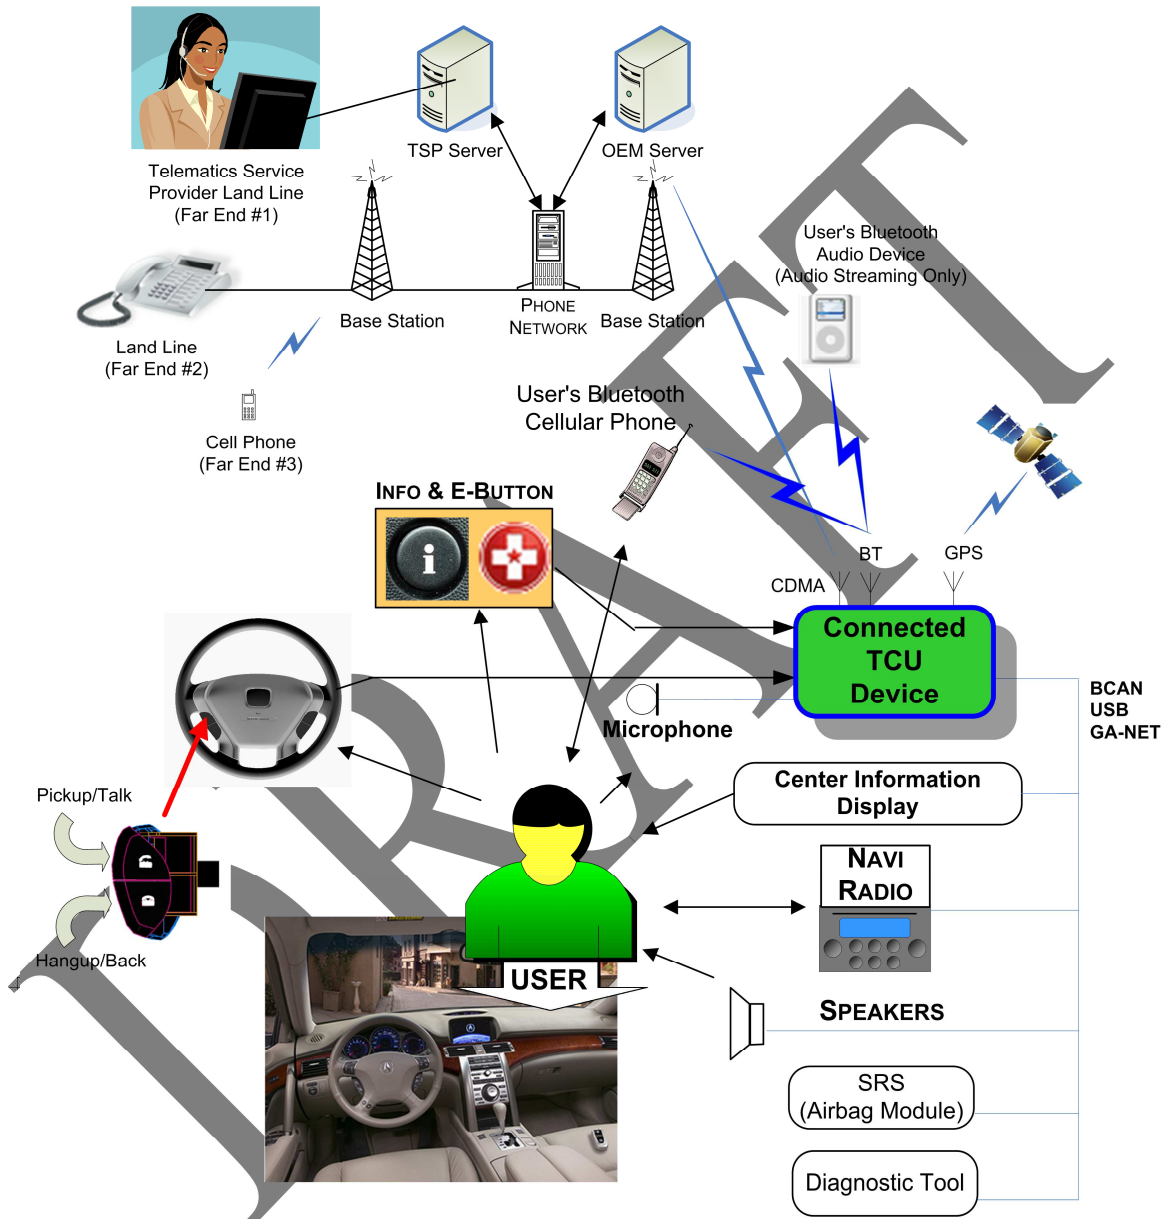 TSP Server
OEM Server
Telematics Service
Provider Land Line
(Far End #1)
User's Bluetooth
Audio Device
(Audio Streaming Only)
PHONE
NETWORK
Base Station
Base Station
Land Line
(Far End #2)
User's Bluetooth
Cellular Phone
Cell Phone
(Far End #3)
INFO & E-BUTTON
i
BT
GPS
CDMA
Connected
TCU
Device
BCAN
USB
GA-NET
Microphone
Center Information
Display
Pickup/Talk
NAVI
RADIO
Hangup/Back
USER
SPEAKERS
SRS
(Airbag Module)
Diagnostic Tool
DRAFT